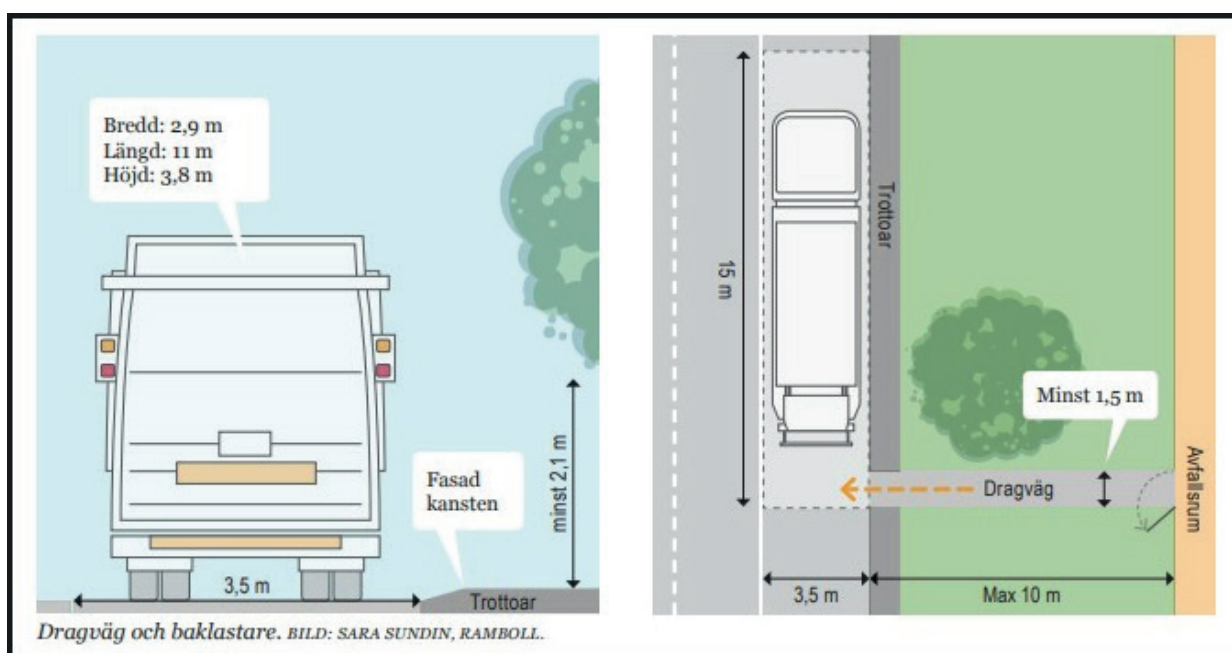 Bredd: 2,9 m
Längd: 11 m
Höjd: 3,8 m
Fasad
kansten
minst 2,1 m
3,5 m
Trottoar
Dragväg och baklastare. BILD: SARA SUNDIN, RAMBOLL.
15 m
Trottoar
Minst 1,5 m
Dragväg
Avfallsrum
3,5 m
Max 10 m